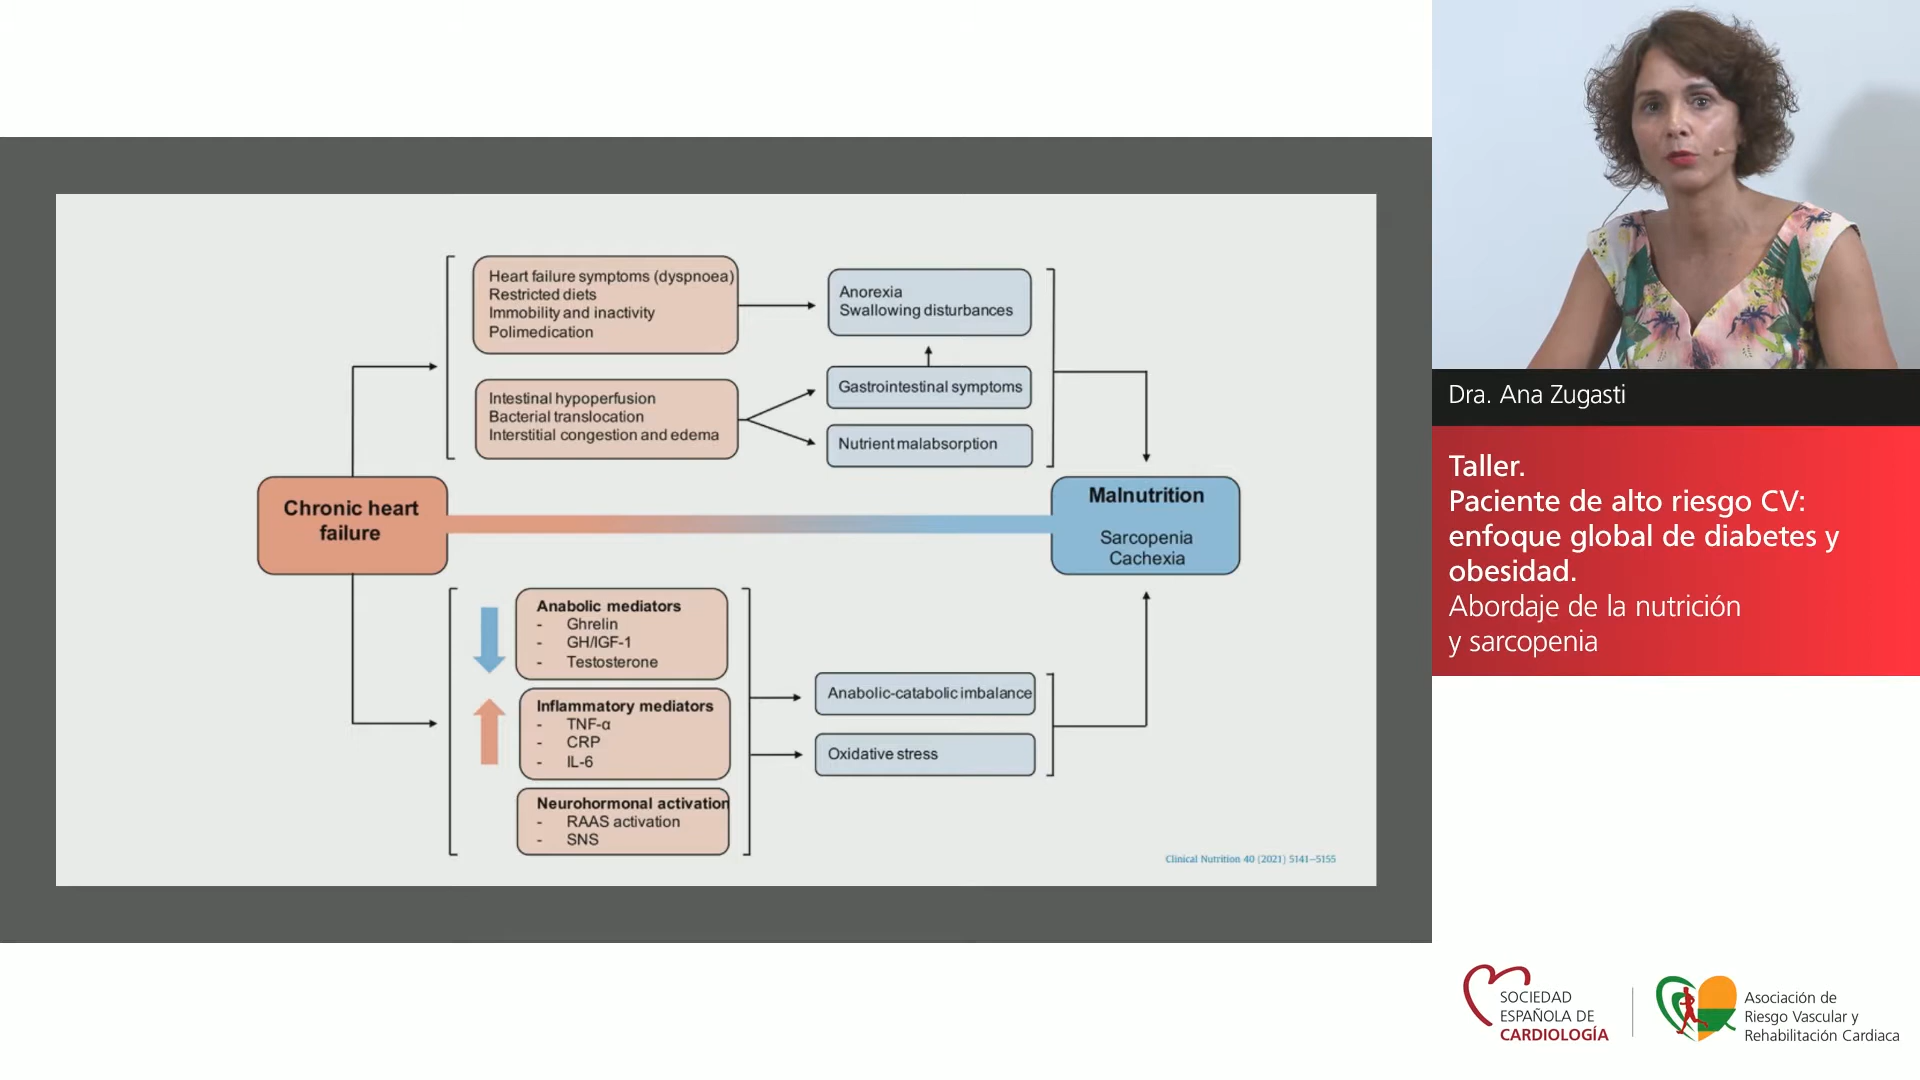 Heart failure symptoms (dyspnoea)
Restricted diets
Immobility and inactivity
Polimedication
Anorexia
Swallowing disturbances
Intestinal hypoperfusion
Bacterial translocation
Interstitial congestion and edema
Gastrointestinal symptoms
Nutrient malabsorption
Chronic heart
failure
Malnutrition
Sarcopenia
Cachexia
Anabolic mediators
- Ghrelin
- GH/IGF-1
- Testosterone
Inflammatory mediators
- TNF-α
- CRP
- IL-6
Neurohormonal activation
- RAAS activation
- SNS
Anabolic-catabolic imbalance
Oxidative stress
Clinical Nutrition 40 (2021) 5141–5155
Dra. Ana Zugasti
Taller.
Paciente de alto riesgo CV:
enfoque global de diabetes y
obesidad.
Abordaje de la nutrición
y sarcopenia
SOCIEDAD
ESPAÑOLA DE
CARDIOLOGÍA
Asociación de
Riesgo Vascular y
Rehabilitación Cardiaca